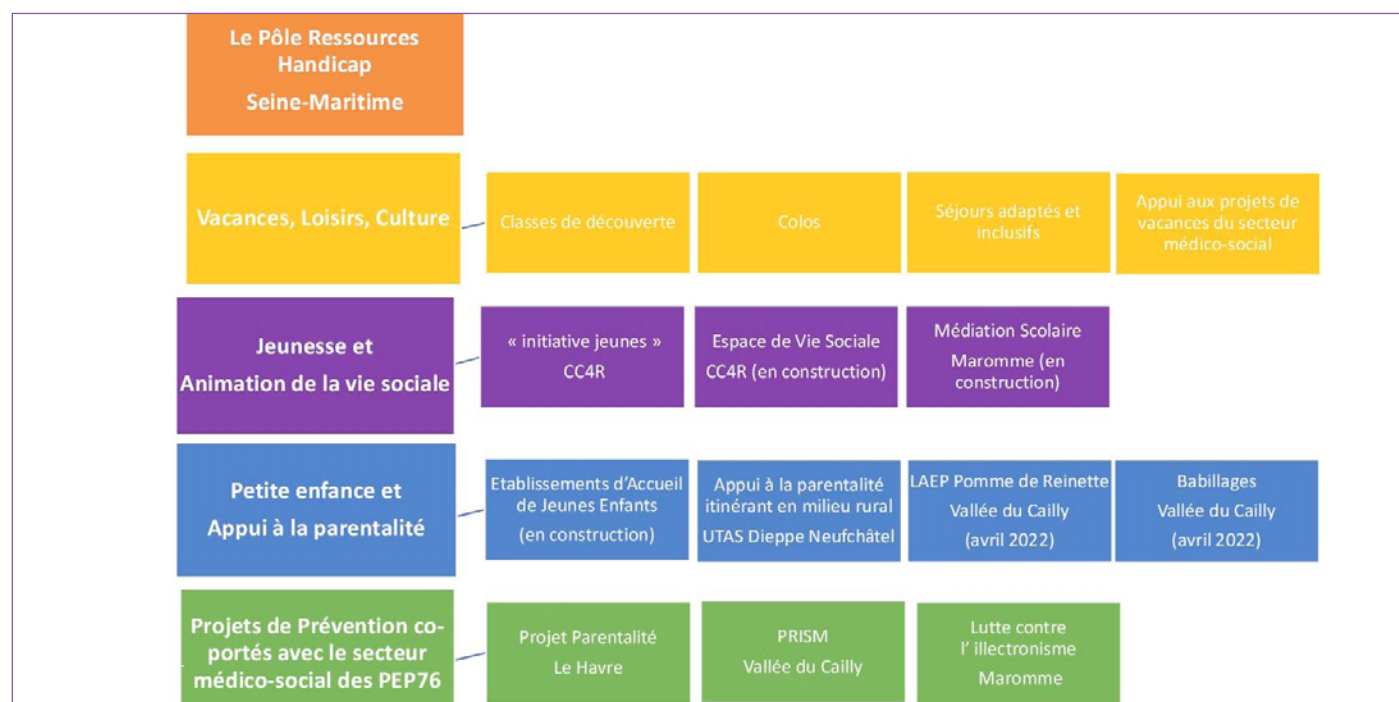 Le Pôle Ressources
Handicap
Seine-Maritime
Vacances, Loisirs, Culture
Classes de découverte
Colos
Séjours adaptés et
inclusifs
Appui aux projets de
vacances du secteur
médico-social
Jeunesse et
Animation de la vie sociale
« initiative jeunes »
CC4R
Espace de Vie Sociale
CC4R (en construction)
Médiation Scolaire
Maromme (en
construction)
Petite enfance et
Appui à la parentalité
Etablissements d'Accueil
de Jeunes Enfants
(en construction)
Appui à la parentalité
itinérant en milieu rural
UTAS Dieppe Neufchâtel
LAEP Pomme de Reinette
Vallée du Cailly
(avril 2022)
Babillages
Vallée du Cailly
(avril 2022)
Projets de Prévention co-
portés avec le secteur
médico-social des PEP76
Projet Parentalité
Le Havre
PRISM
Vallée du Cailly
Lutte contre
l' illectronisme
Maromme